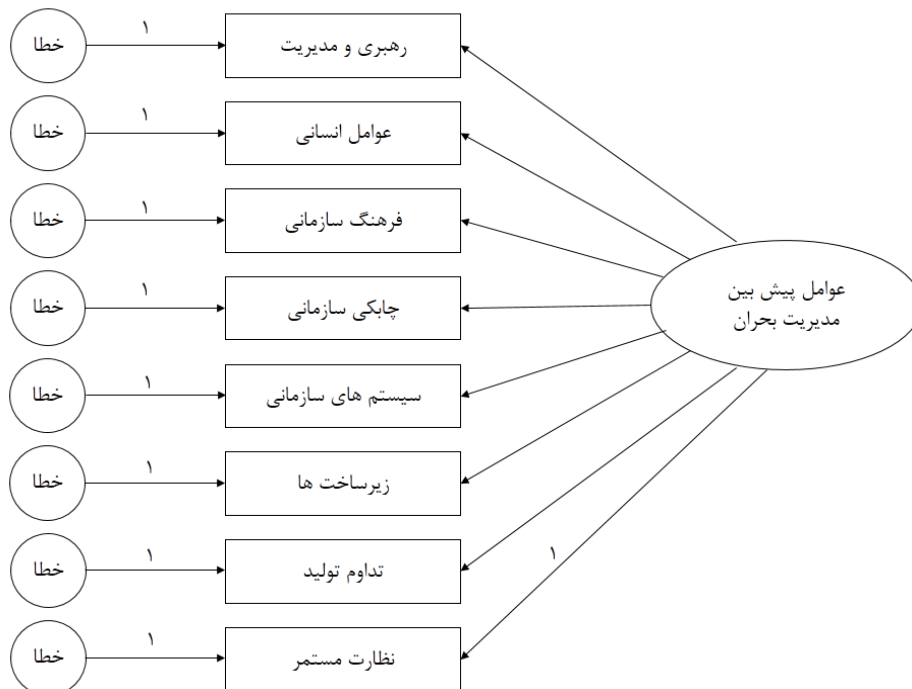 خطا
۱
رهبری و مدیریت
خطا
۱
عوامل انسانی
خطا
۱
فرهنگ سازمانی
خطا
۱
چابکی سازمانی
عوامل پیش بین
مدیریت بحران
خطا
۱
سیستم های سازمانی
خطا
۱
زیرساخت ها
خطا
۱
تداوم تولید
۱
خطا
۱
نظارت مستمر